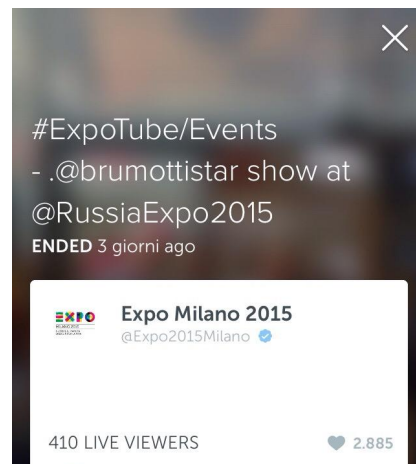 #ExpoTube/Events
- .@brumottistar show at
@RussiaExpo2015
ENDED 3 giorni ago
EXPO
Expo Milano 2015
@Expo2015Milano
410 LIVE VIEWERS
2.885